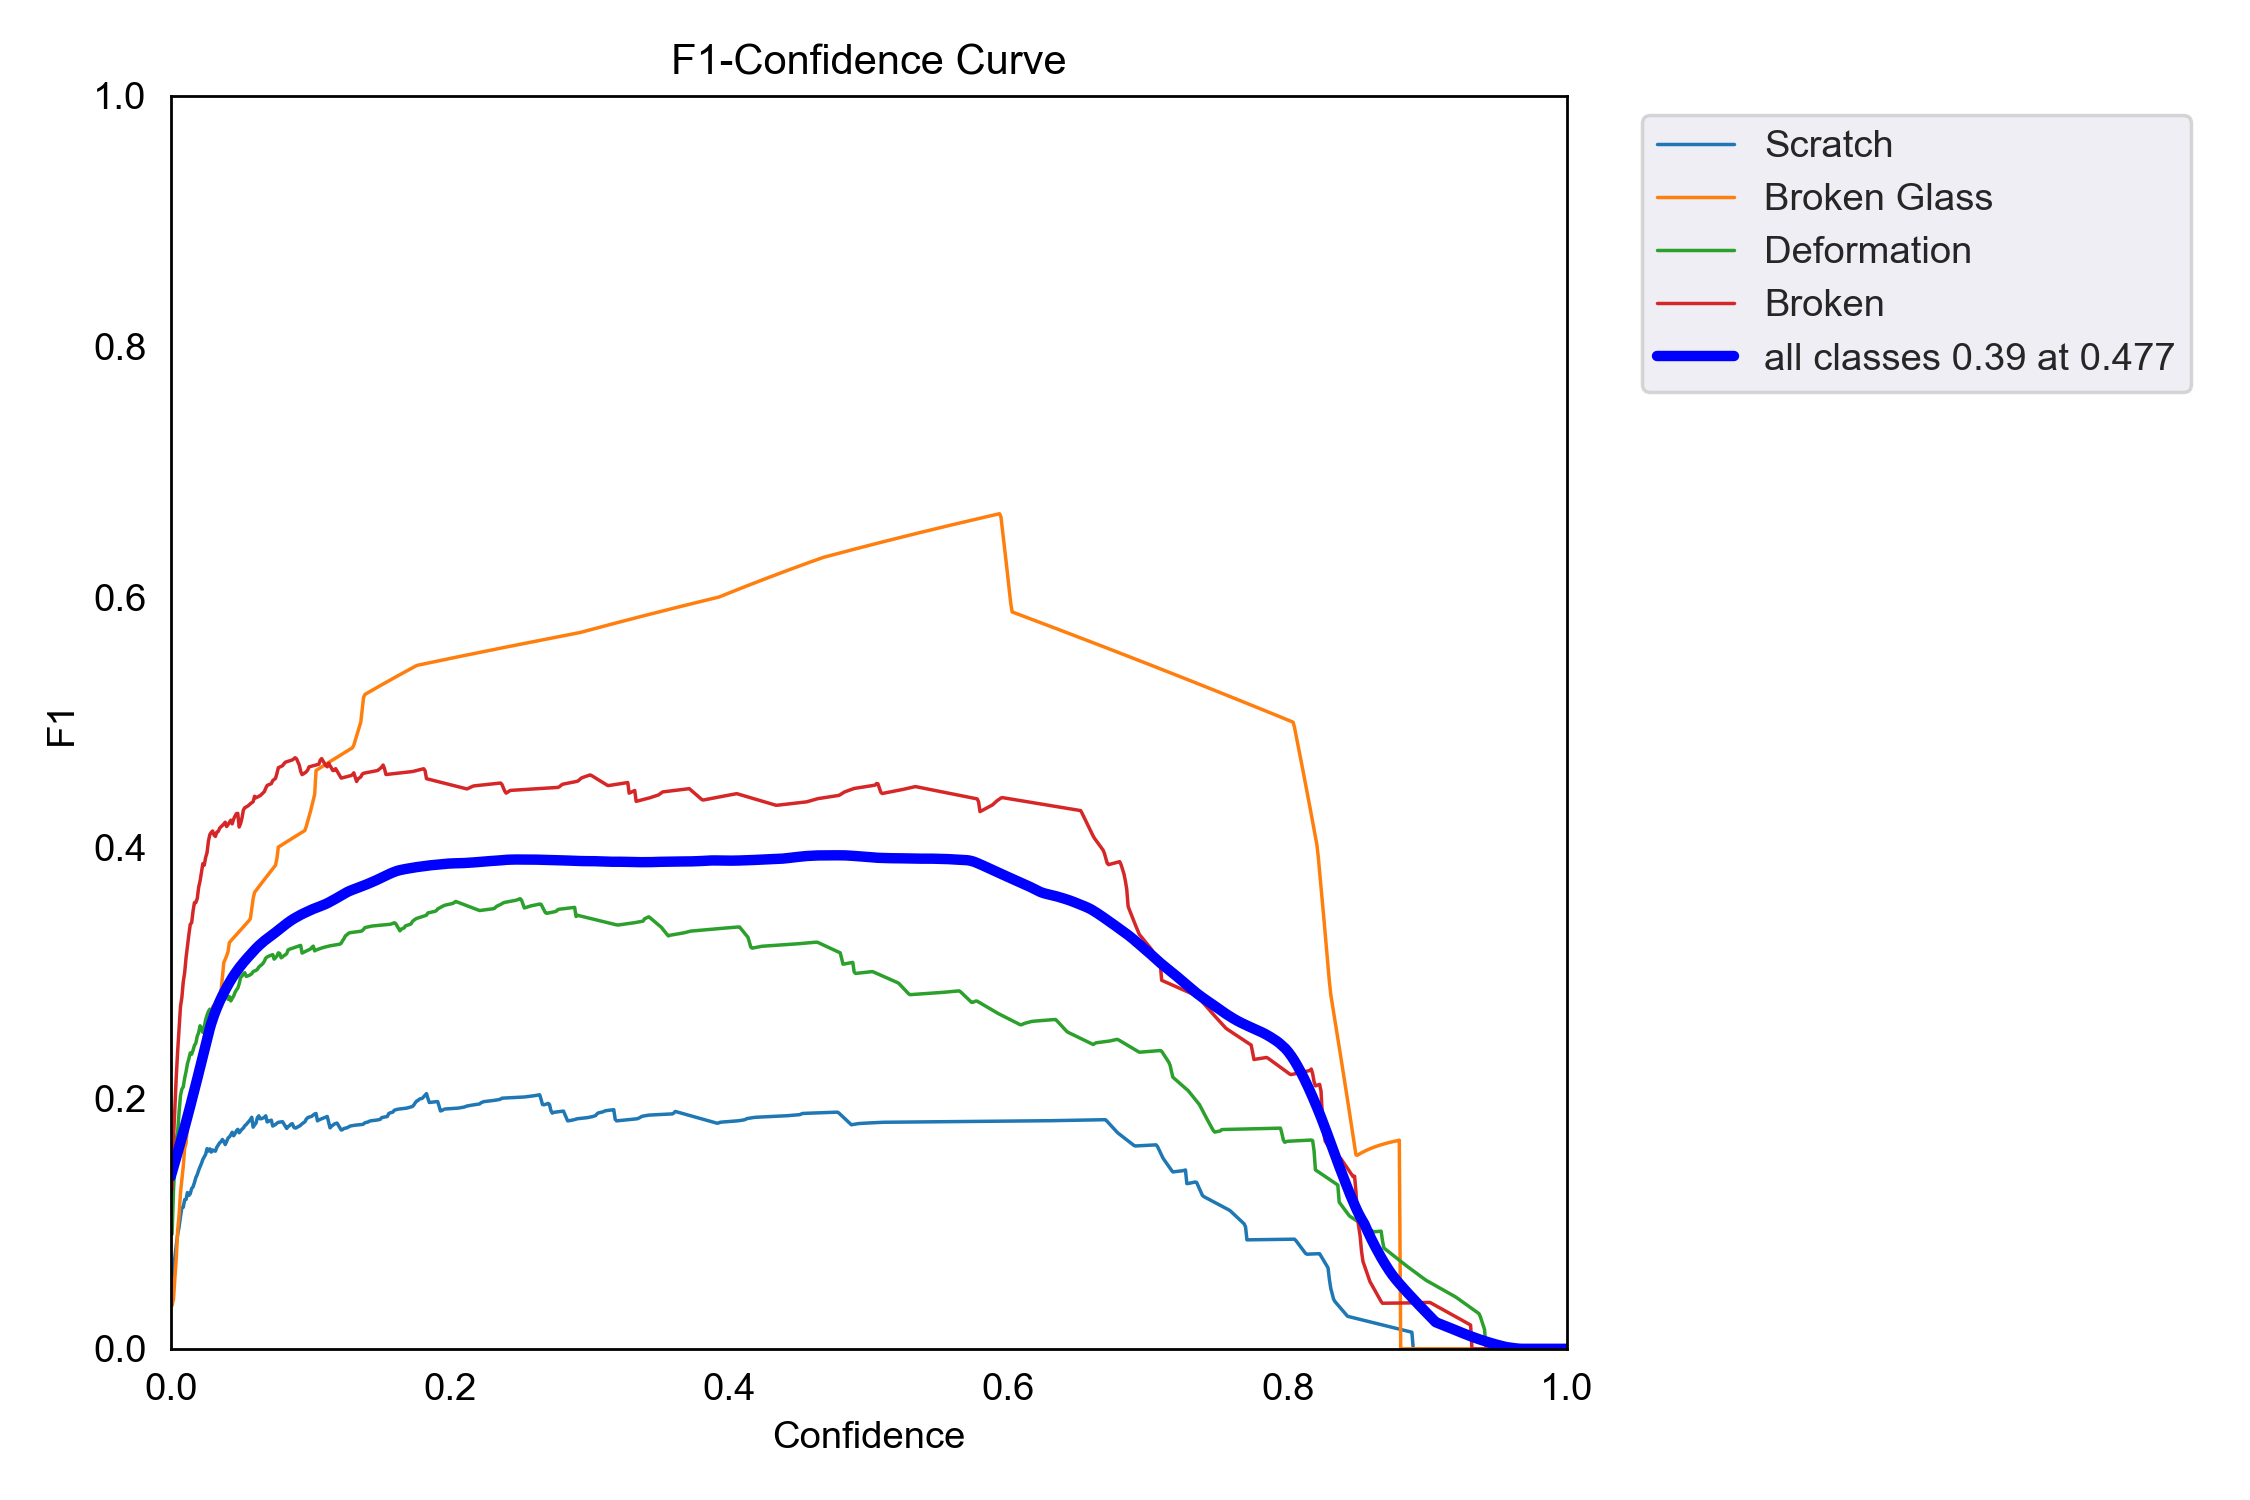 F1-Confidence Curve
1.0
0.8
0.6
0.4
0.2
0.0
F1
0.0 0.2 0.4 0.6 0.8 1.0
Confidence
Scratch
Broken Glass
Deformation
Broken
all classes 0.39 at 0.477